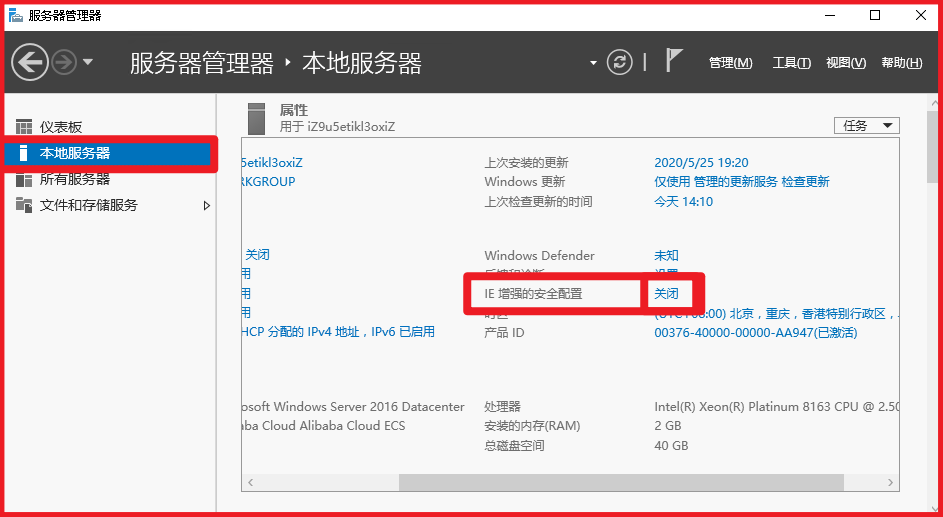 服务器管理器
服务器管理器 · 本地服务器
管理(M) 工具(T) 视图(V) 帮助(H)
仪表板
本地服务器
所有服务器
文件和存储服务
属性
用于 iZ9u5etikl3oxiZ
任务
5etikl3oxiZ
RKGROUP
上次安装的更新 2020/5/25 19:20
Windows 更新 仅使用 管理的更新服务 检查更新
上次检查更新的时间 今天 14:10
关闭
用
用
用
HCP 分配的 IPv4 地址，IPv6 已启用
Windows Defender 未知
IE 增强的安全配置 关闭
北京，重庆，香港特别行政区，
产品 ID 00376-40000-00000-AA947(已激活)
osoft Windows Server 2016 Datacenter
aba Cloud Alibaba Cloud ECS
处理器 Intel(R) Xeon(R) Platinum 8163 CPU @ 2.50
安装的内存(RAM) 2 GB
总磁盘空间 40 GB